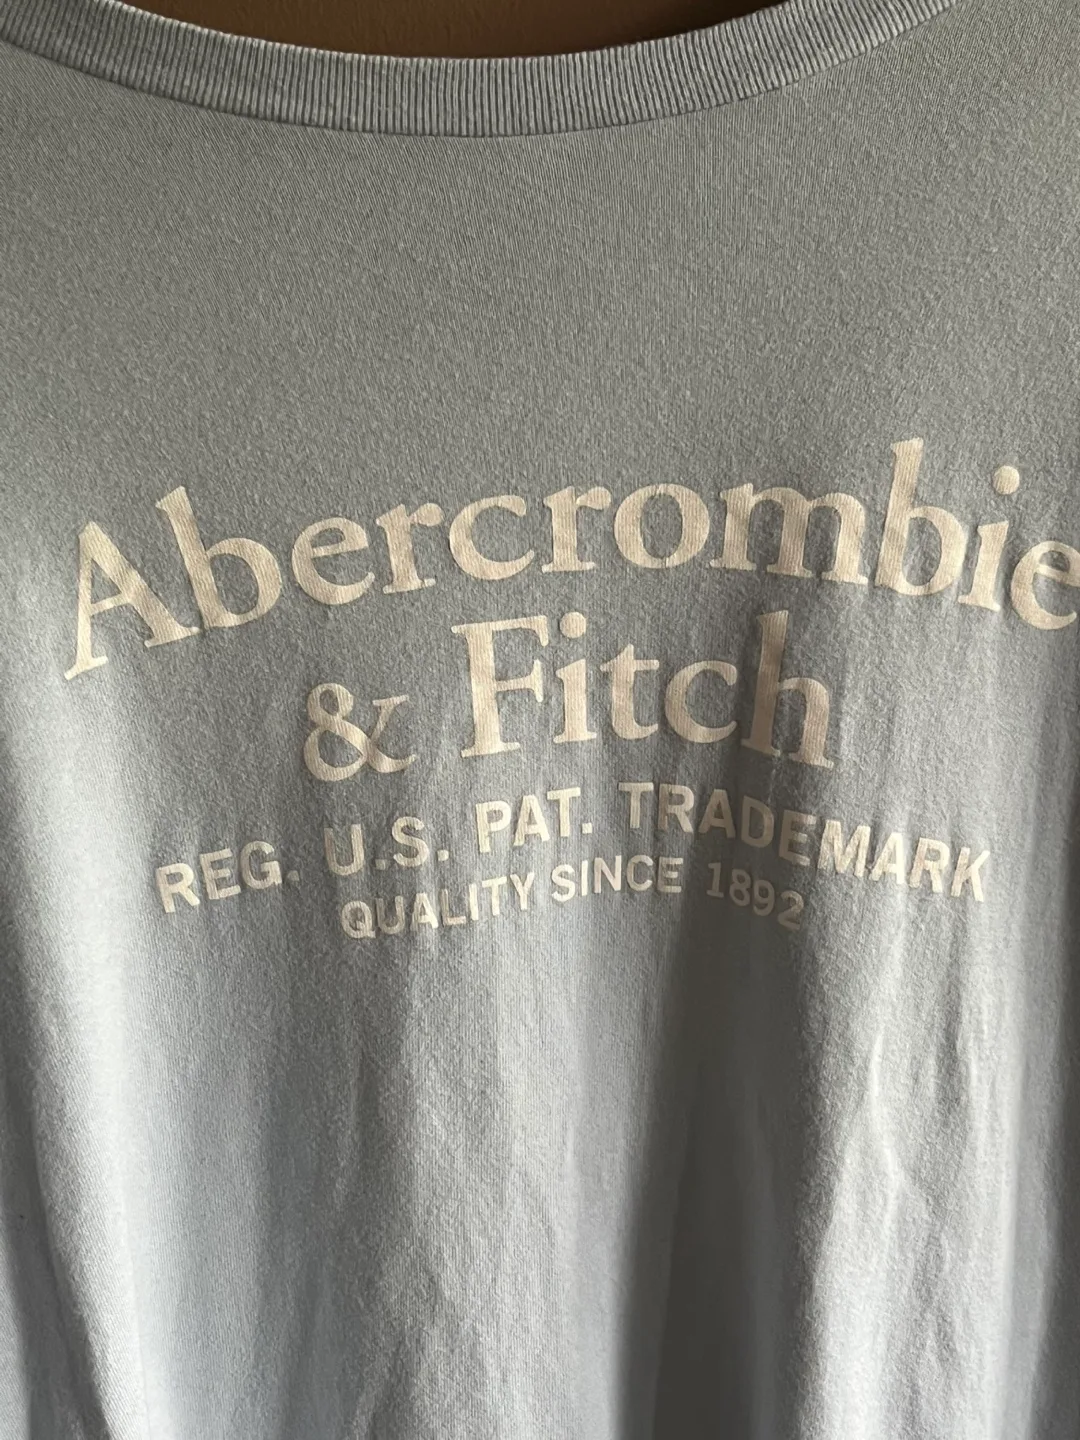 Abercrombie
& Fitch
REG. U.S. PAT. TRADEMARK
QUALITY SINCE 1892